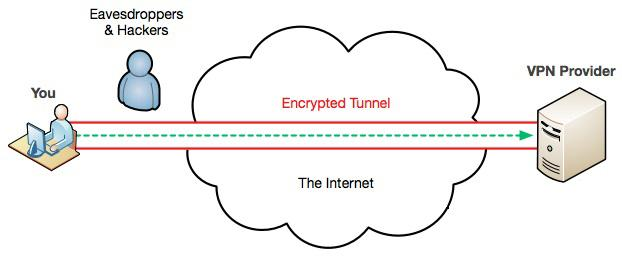 Eavesdroppers
& Hackers
You
VPN Provider
Encrypted Tunnel
The Internet